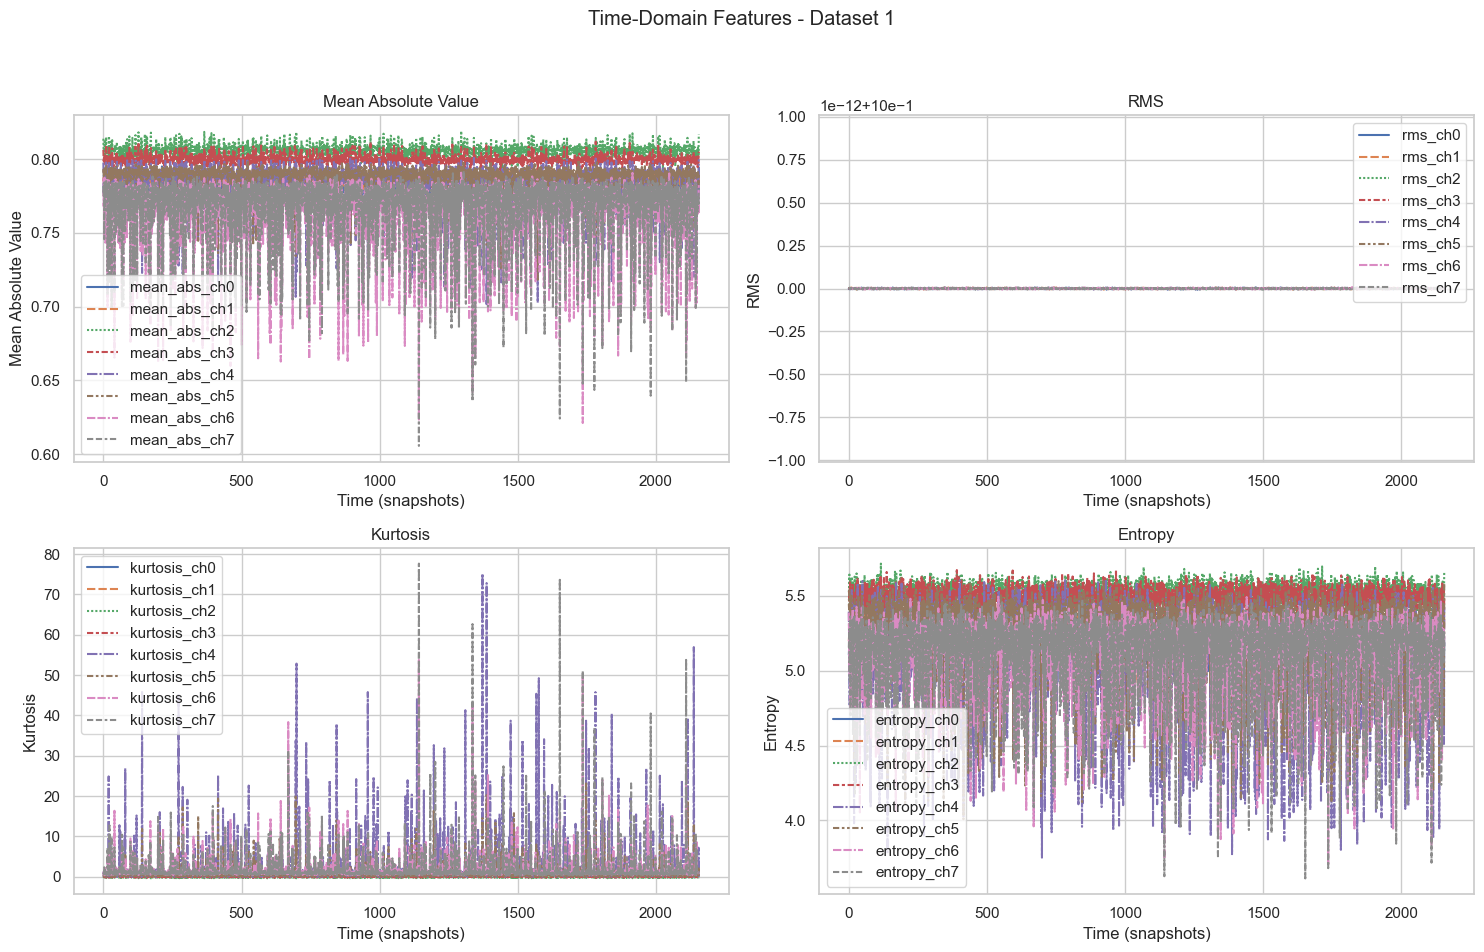 Time-Domain Features - Dataset 1
Mean Absolute Value
Mean Absolute Value
0.80
0.75
0.70
0.65
0.60
mean_abs_ch0
mean_abs_ch1
mean_abs_ch2
mean_abs_ch3
mean_abs_ch4
mean_abs_ch5
mean_abs_ch6
mean_abs_ch7
0
500
1000
1500
2000
Time (snapshots)
RMS
1e−12+10e−1
RMS
1.00
0.75
0.50
0.25
0.00
−0.25
−0.50
−0.75
−1.00
rms_ch0
rms_ch1
rms_ch2
rms_ch3
rms_ch4
rms_ch5
rms_ch6
rms_ch7
0
500
1000
1500
2000
Time (snapshots)
Kurtosis
Kurtosis
80
70
60
50
40
30
20
10
0
kurtosis_ch0
kurtosis_ch1
kurtosis_ch2
kurtosis_ch3
kurtosis_ch4
kurtosis_ch5
kurtosis_ch6
kurtosis_ch7
0
500
1000
1500
2000
Time (snapshots)
Entropy
Entropy
5.5
5.0
4.5
4.0
entropy_ch0
entropy_ch1
entropy_ch2
entropy_ch3
entropy_ch4
entropy_ch5
entropy_ch6
entropy_ch7
0
500
1000
1500
2000
Time (snapshots)